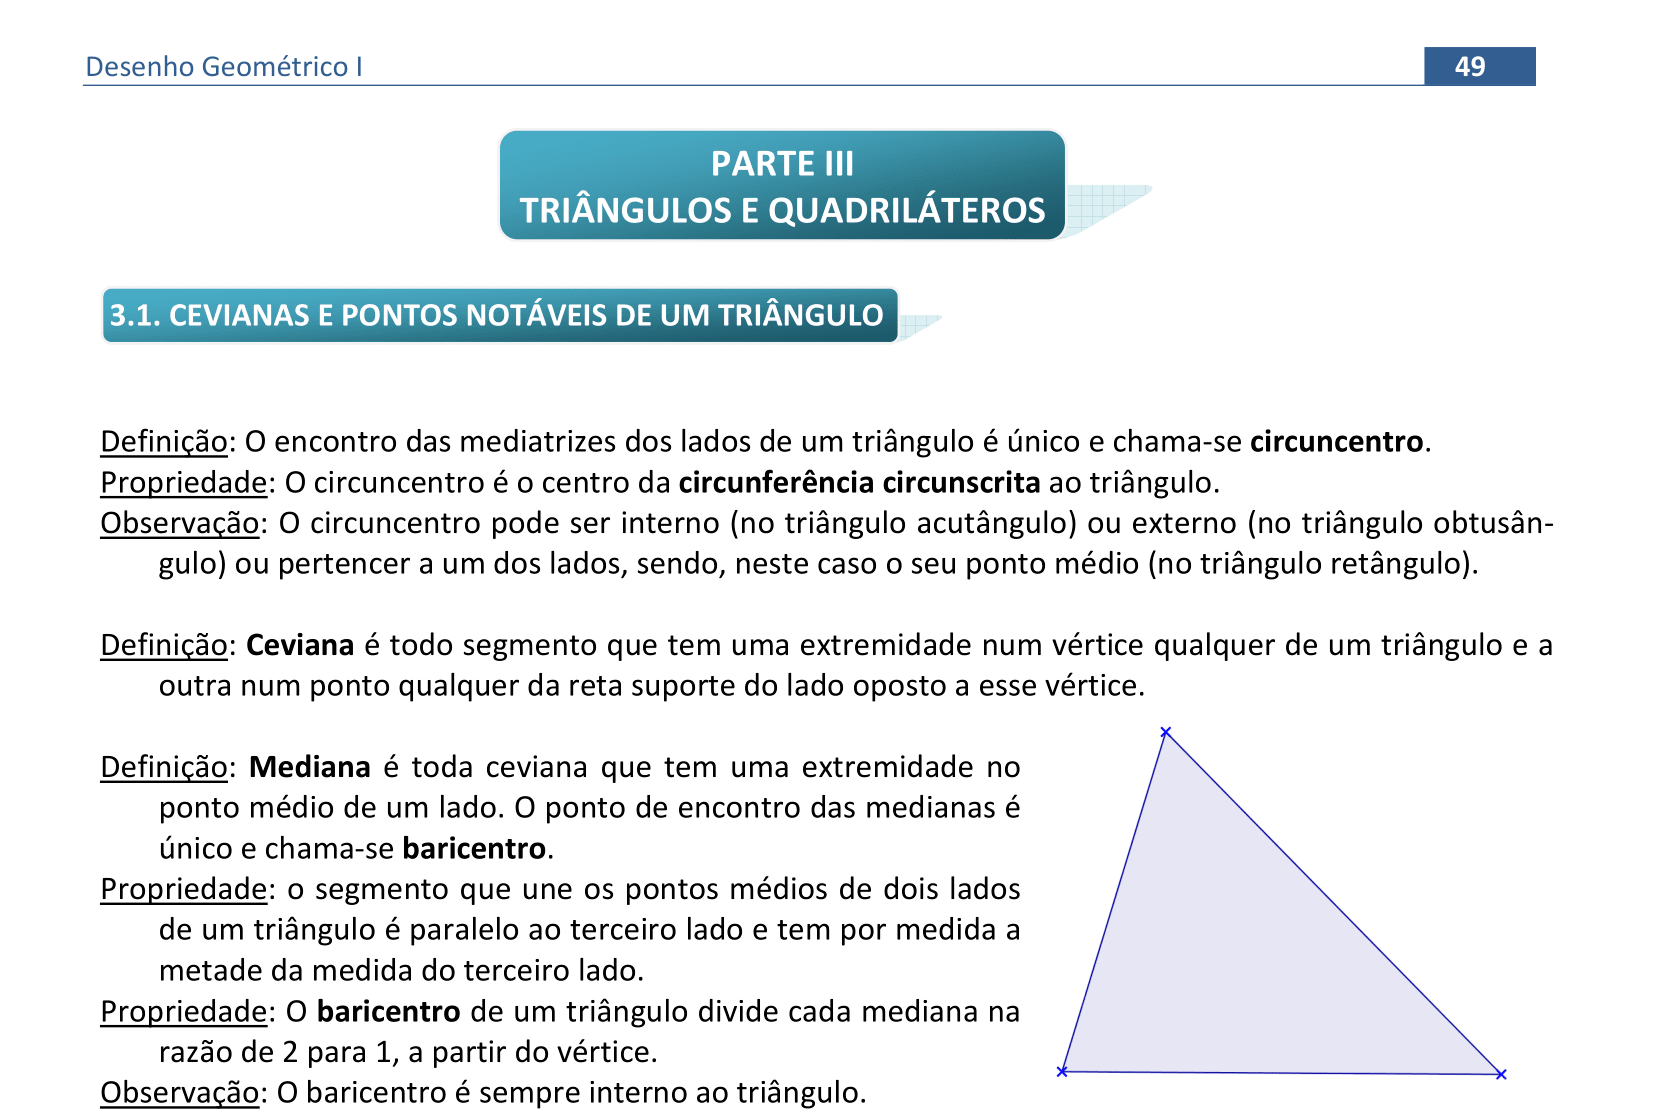 Desenho Geométrico I
49
PARTE III
TRIÂNGULOS E QUADRILÁTEROS
3.1. CEVIANAS E PONTOS NOTÁVEIS DE UM TRIÂNGULO
Definição: O encontro das mediatrizes dos lados de um triângulo é único e chama-se circuncentro.
Propriedade: O circuncentro é o centro da circunferência circunscrita ao triângulo.
Observação: O circuncentro pode ser interno (no triângulo acutângulo) ou externo (no triângulo obtusân-
gulo) ou pertencer a um dos lados, sendo, neste caso o seu ponto médio (no triângulo retângulo).
Definição: Ceviana é todo segmento que tem uma extremidade num vértice qualquer de um triângulo e a
outra num ponto qualquer da reta suporte do lado oposto a esse vértice.
Definição: Mediana é toda ceviana que tem uma extremidade no
ponto médio de um lado. O ponto de encontro das medianas é
único e chama-se baricentro.
Propriedade: o segmento que une os pontos médios de dois lados
de um triângulo é paralelo ao terceiro lado e tem por medida a
metade da medida do terceiro lado.
Propriedade: O baricentro de um triângulo divide cada mediana na
razão de 2 para 1, a partir do vértice.
Observação: O baricentro é sempre interno ao triângulo.